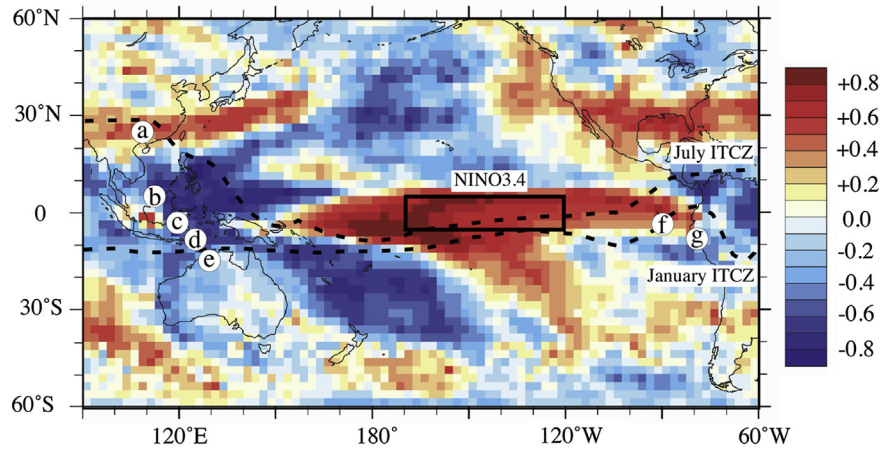 60°N
30°N
0
30°S
60°S
120°E
180°
120°W
60°W
a
b
c
d
e
f
g
NINO3.4
July ITCZ
January ITCZ
+0.8
+0.6
+0.4
+0.2
0.0
-0.2
-0.4
-0.6
-0.8